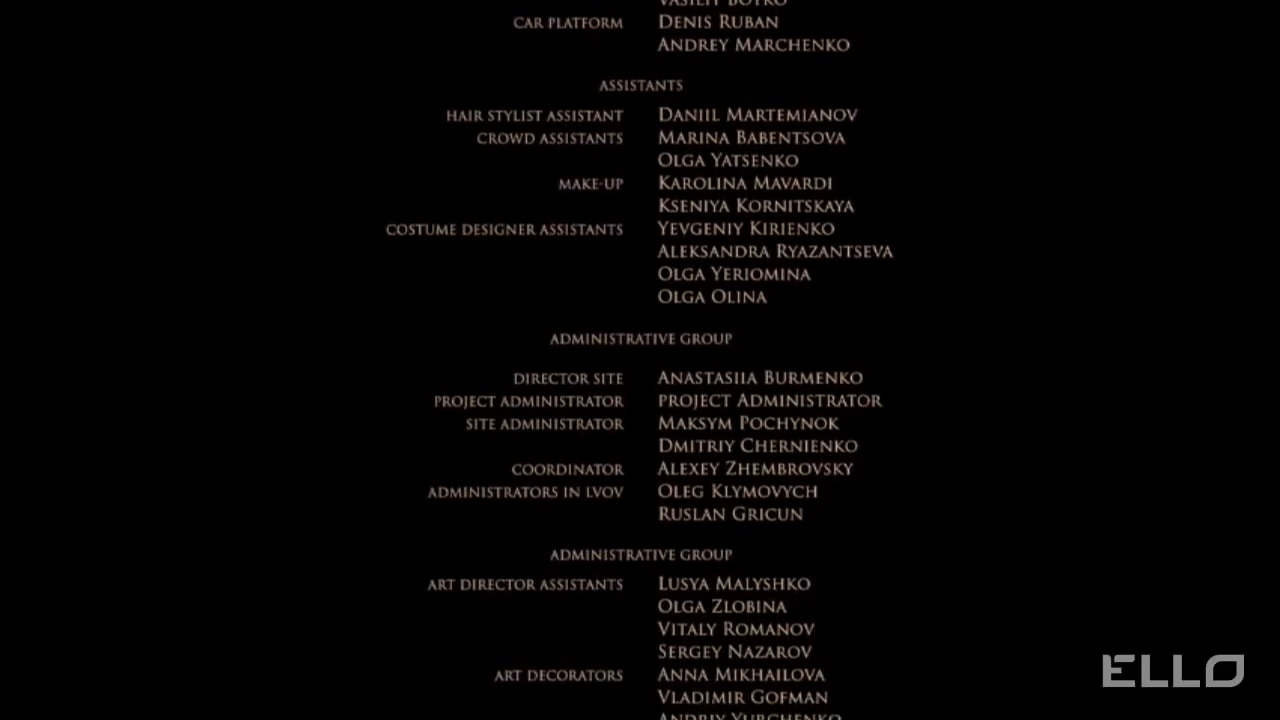 VASILIY BOYKO
CAR PLATFORM DENIS RUBAN
ANDREY MARCHENKO
ASSISTANTS
HAIR STYLIST ASSISTANT DANIIL MARTEMIANOV
CROWD ASSISTANTS MARINA BABENTSOVA
OLGA YATSENKO
MAKE-UP KAROLINA MAVARDI
KSENIYA KORNITSKAYA
COSTUME DESIGNER ASSISTANTS YEVGENIY KIRIENKO
ALEKSANDRA RYAZANTSEVA
OLGA YERIOMINA
OLGA OLINA
ADMINISTRATIVE GROUP
DIRECTOR SITE ANASTASIIA BURMENKO
PROJECT ADMINISTRATOR PROJECT ADMINISTRATOR
SITE ADMINISTRATOR MAKSYM POCHYNOK
DMITRIY CHERNIENKO
COORDINATOR ALEXEY ZHEMBROVSKY
ADMINISTRATORS IN LVOV OLEG KLYMOVYCH
RUSLAN GRICUN
ADMINISTRATIVE GROUP
ART DIRECTOR ASSISTANTS LUSYA MALYSHKO
OLGA ZLOBINA
VITALY ROMANOV
SERGEY NAZAROV
ART DECORATORS ANNA MIKHAILOVA
VLADIMIR GOFMAN
ANDRIY YURCHENKO
ELLO